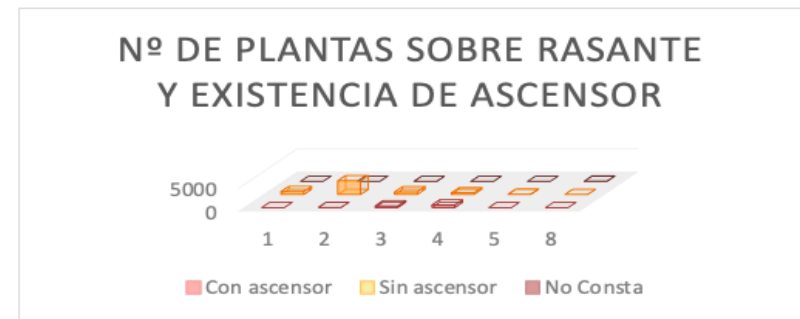 Nº DE PLANTAS SOBRE RASANTE
Y EXISTENCIA DE ASCENSOR
5000
0
1 2 3 4 5 8
Con ascensor Sin ascensor No Consta